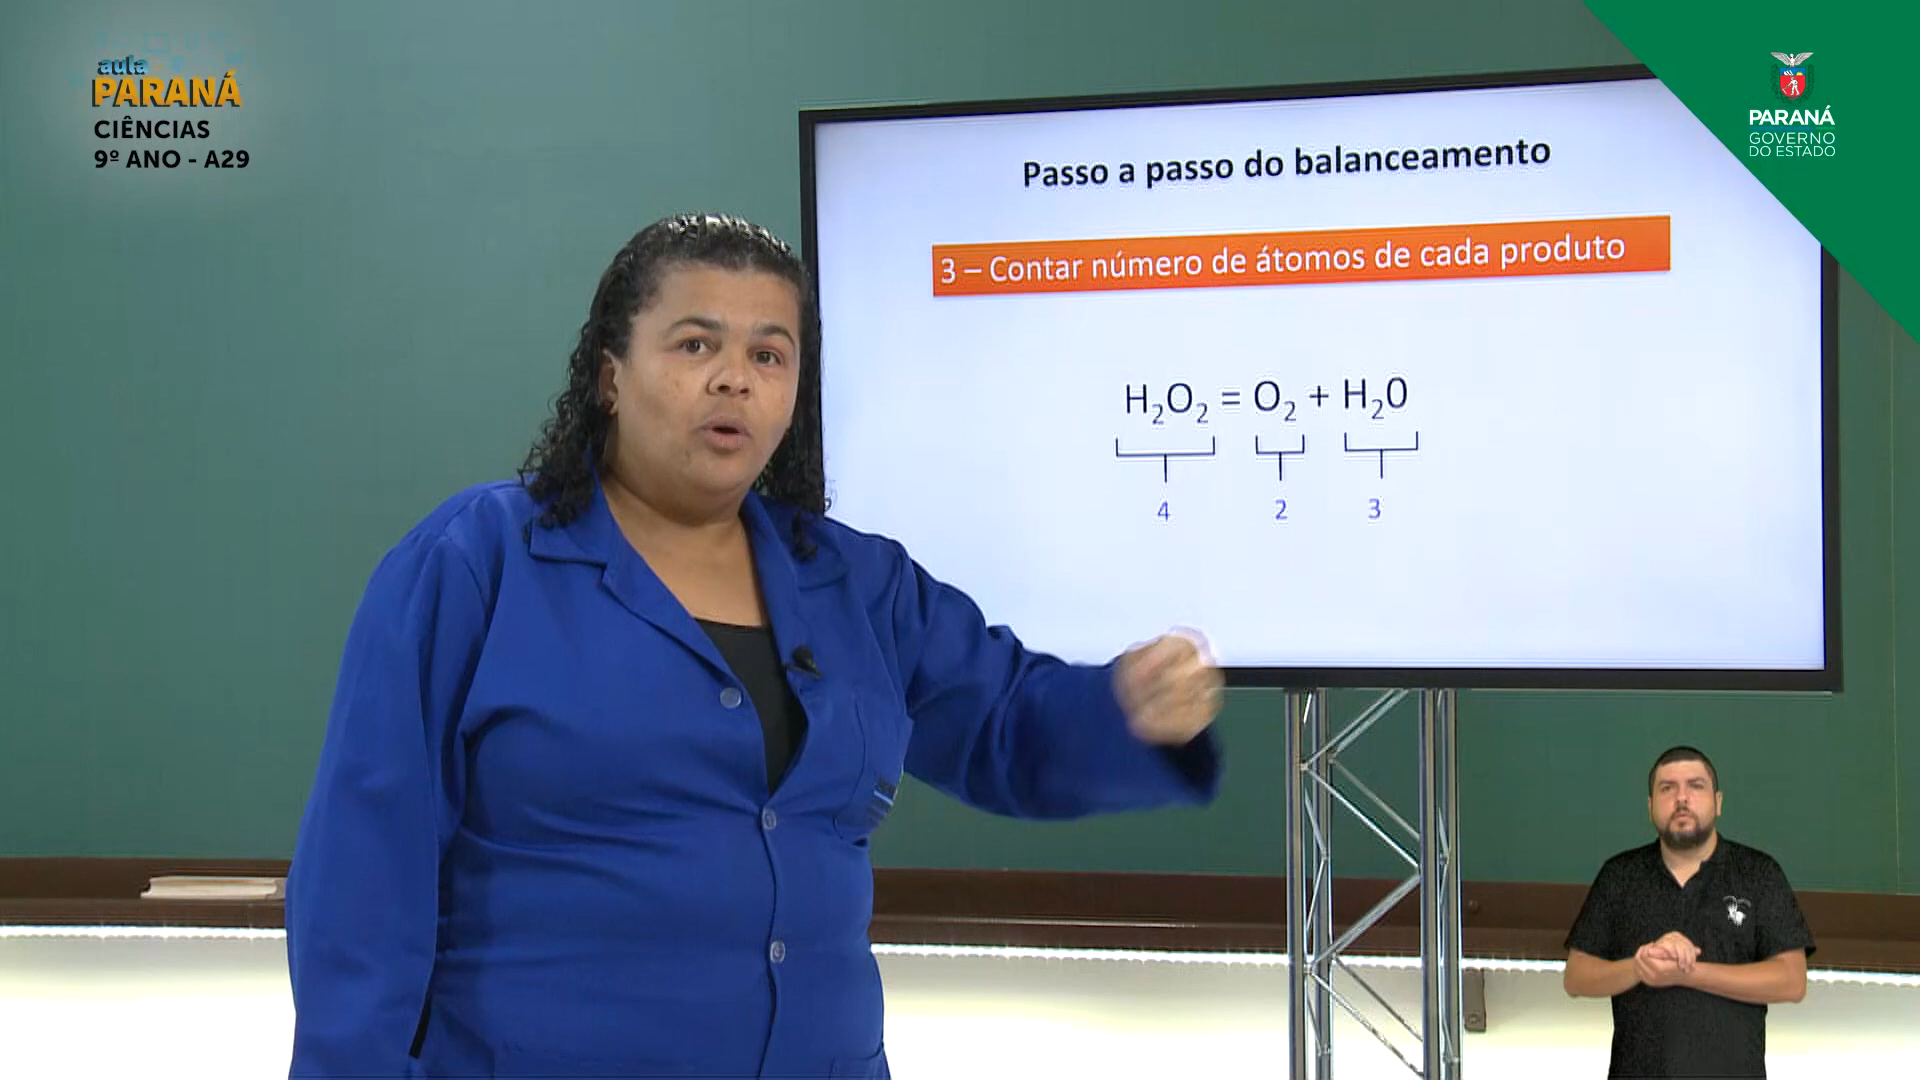 aula
PARANÁ
CIÊNCIAS
9º ANO - A29
PARANÁ
GOVERNO
DO ESTADO
Passo a passo do balanceamento
3 – Contar número de átomos de cada produto
H₂O₂ = O₂ + H₂0
4 2 3